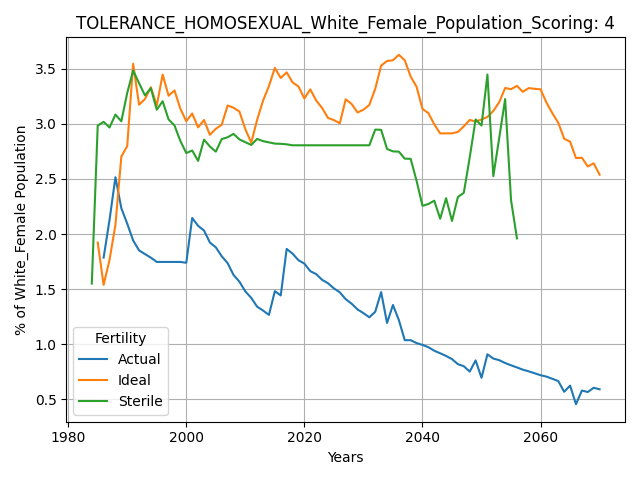 TOLERANCE_HOMOSEXUAL_White_Female_Population_Scoring: 4
% of White_Female Population
3.5
3.0
2.5
2.0
1.5
1.0
0.5
Fertility
Actual
Ideal
Sterile
1980
2000
2020
2040
2060
Years